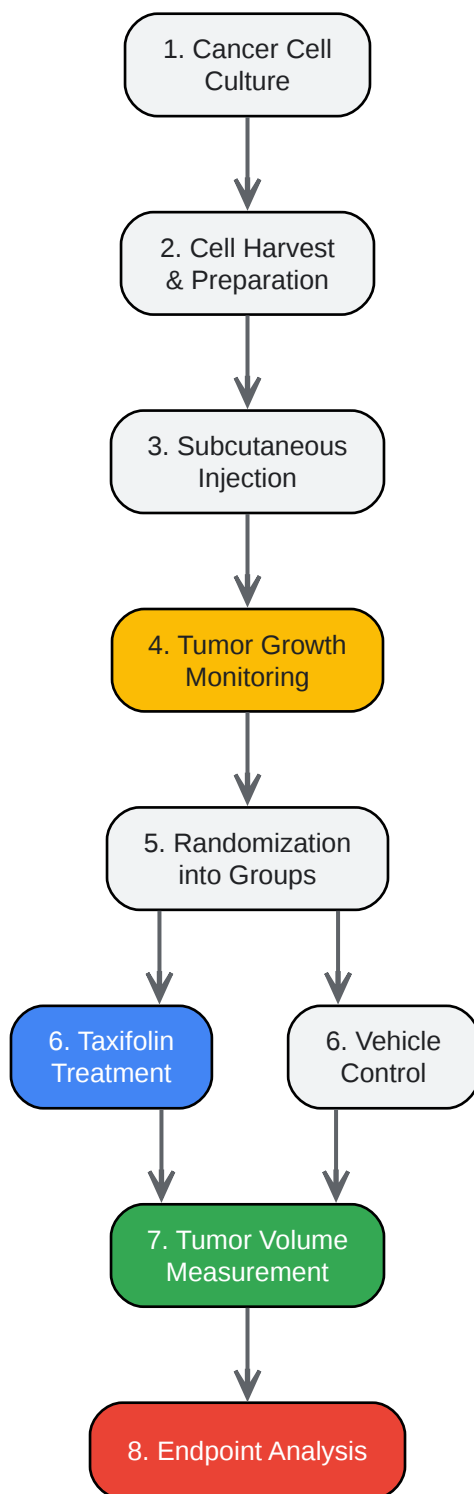 1. Cancer Cell
Culture
2. Cell Harvest
& Preparation
3. Subcutaneous
Injection
4. Tumor Growth
Monitoring
5. Randomization
into Groups
6. Taxifolin
Treatment
6. Vehicle
Control
7. Tumor Volume
Measurement
8. Endpoint Analysis